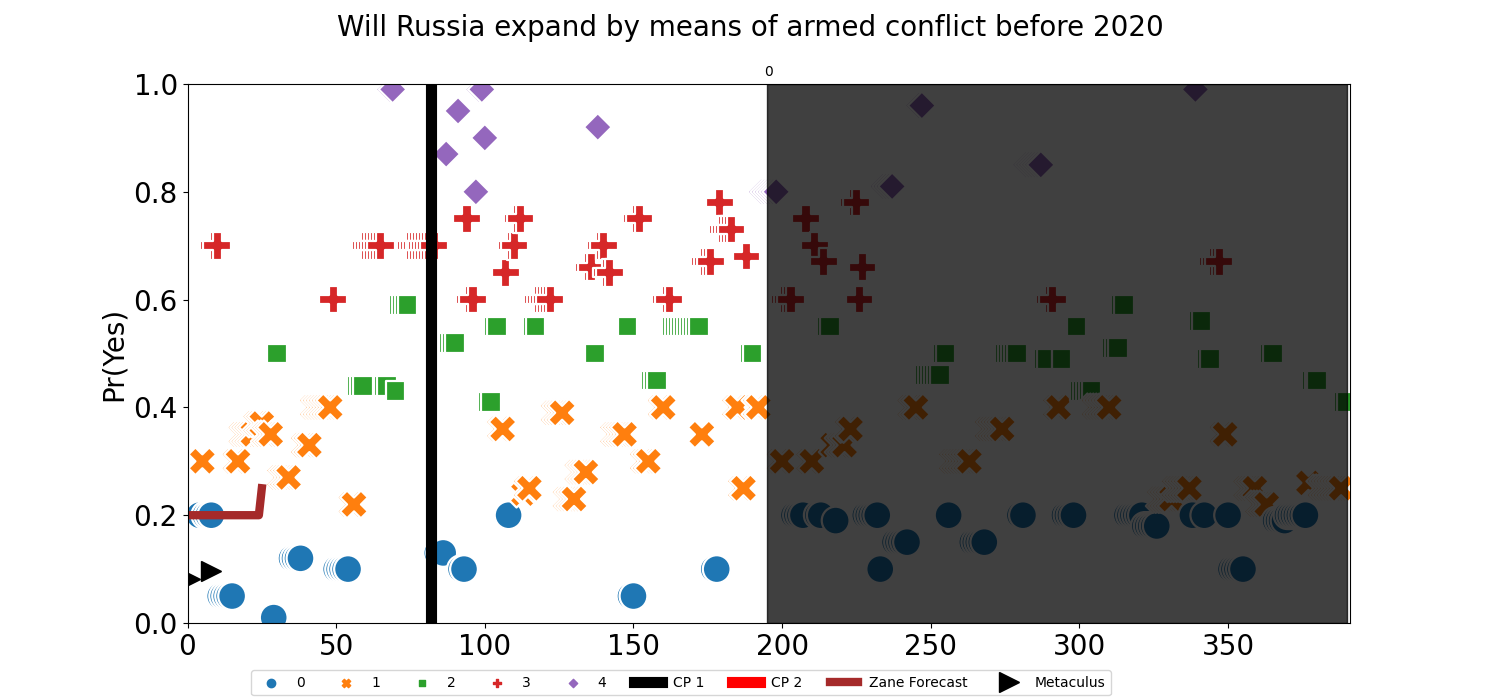 Will Russia expand by means of armed conflict before 2020
0
1.0
0.8
0.6
0.4
0.2
0.0
Pr(Yes)
0 50 100 150 200 250 300 350
0 1 2 3 4 CP 1 CP 2 Zane Forecast Metaculus